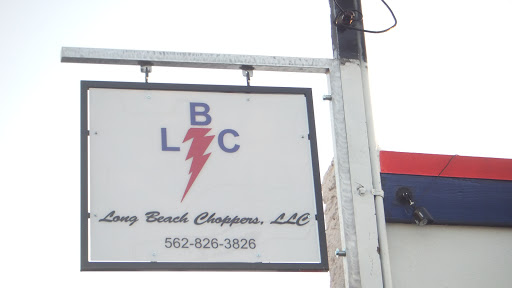 B
L C
Long Beach Choppers, LLC
562-826-3826